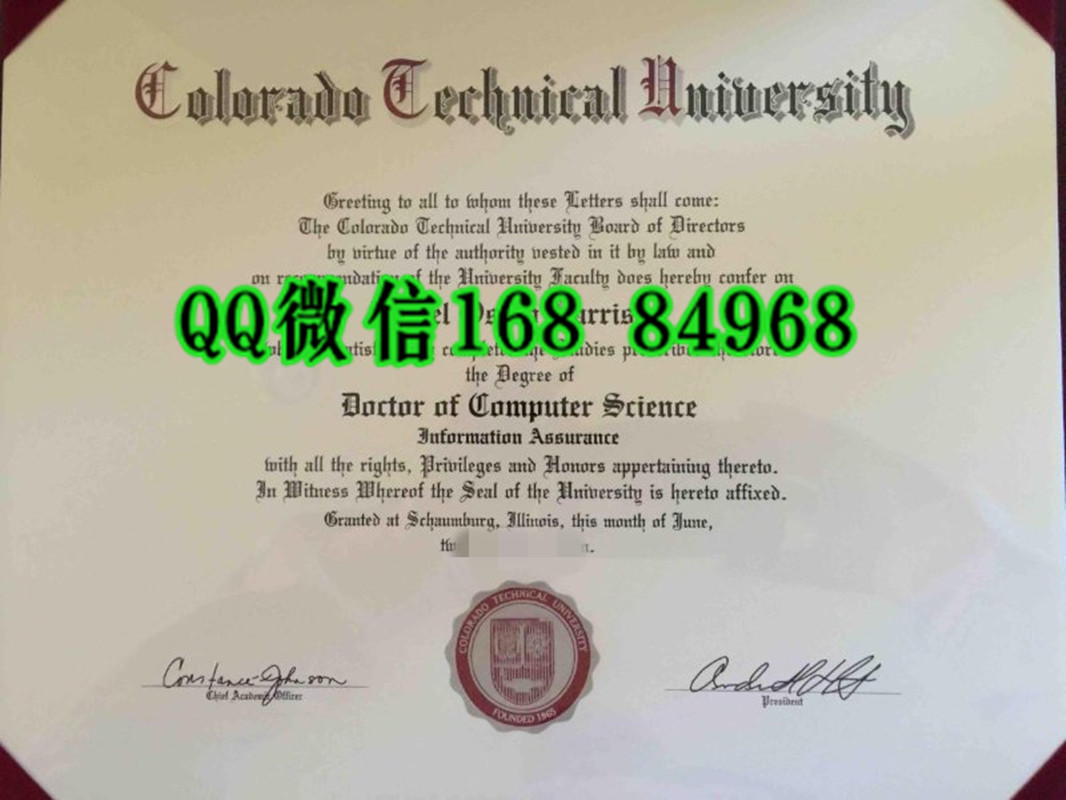 Colorado Technical University
Greeting to all to whom these Letters shall come:
The Colorado Technical University Board of Directors
by virtue of the authority vested in it by law and
on of the University Faculty does hereby confer on
QQ微信168 84968
the Degree of
Doctor of Computer Science
Information Assurance
with all the rights, Privileges and Honors appertaining thereto.
In Witness Whereof the Seal of the University is hereto affixed.
Granted at Schaumburg, Illinois, this month of June,
COLORADO TECHNICAL UNIVERSITY
FOUNDED 1965
Constance Johnson
Chief Academic Officer
President